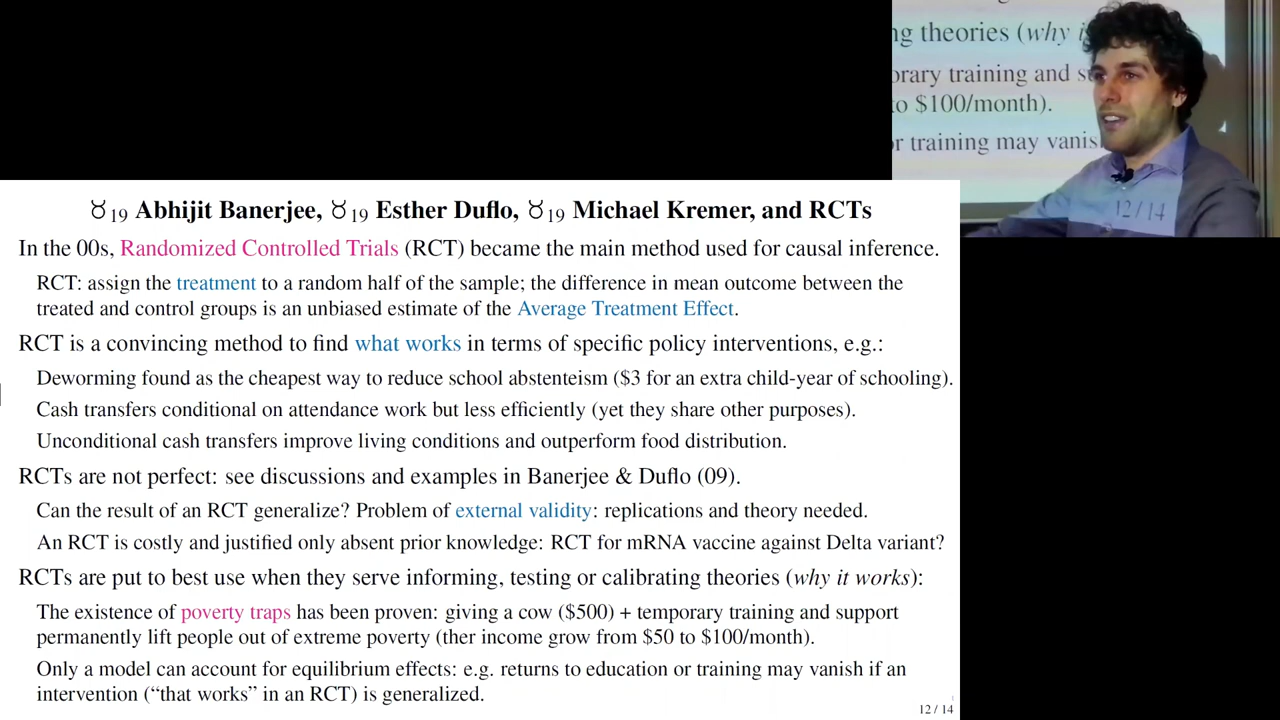 ng theories (why i
orary training and s
to $100/month).
r training may vanis
12 / 14
♉19 Abhijit Banerjee, ♉19 Esther Duflo, ♉19 Michael Kremer, and RCTs
In the 00s, Randomized Controlled Trials (RCT) became the main method used for causal inference.
RCT: assign the treatment to a random half of the sample; the difference in mean outcome between the
treated and control groups is an unbiased estimate of the Average Treatment Effect.
RCT is a convincing method to find what works in terms of specific policy interventions, e.g.:
Deworming found as the cheapest way to reduce school abstenteism ($3 for an extra child-year of schooling).
Cash transfers conditional on attendance work but less efficiently (yet they share other purposes).
Unconditional cash transfers improve living conditions and outperform food distribution.
RCTs are not perfect: see discussions and examples in Banerjee & Duflo (09).
Can the result of an RCT generalize? Problem of external validity: replications and theory needed.
An RCT is costly and justified only absent prior knowledge: RCT for mRNA vaccine against Delta variant?
RCTs are put to best use when they serve informing, testing or calibrating theories (why it works):
The existence of poverty traps has been proven: giving a cow ($500) + temporary training and support
permanently lift people out of extreme poverty (ther income grow from $50 to $100/month).
Only a model can account for equilibrium effects: e.g. returns to education or training may vanish if an
intervention (“that works” in an RCT) is generalized.
12 / 14